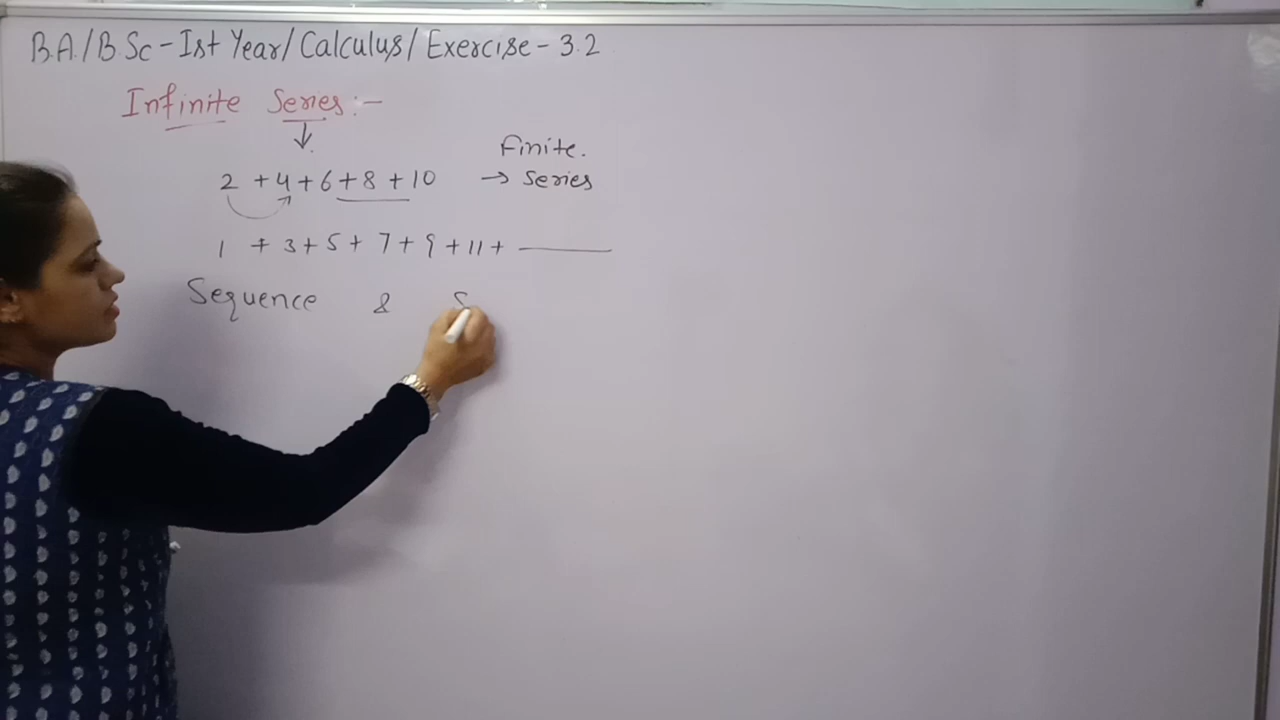 B.A./B.Sc - Ist Year/Calculus/Exercise - 3.2
Infinite Series:-
↓
Finite.
2 + 4 + 6 + 8 + 10 → Series
1 + 3 + 5 + 7 + 9 + 11 + ———
Sequence & S